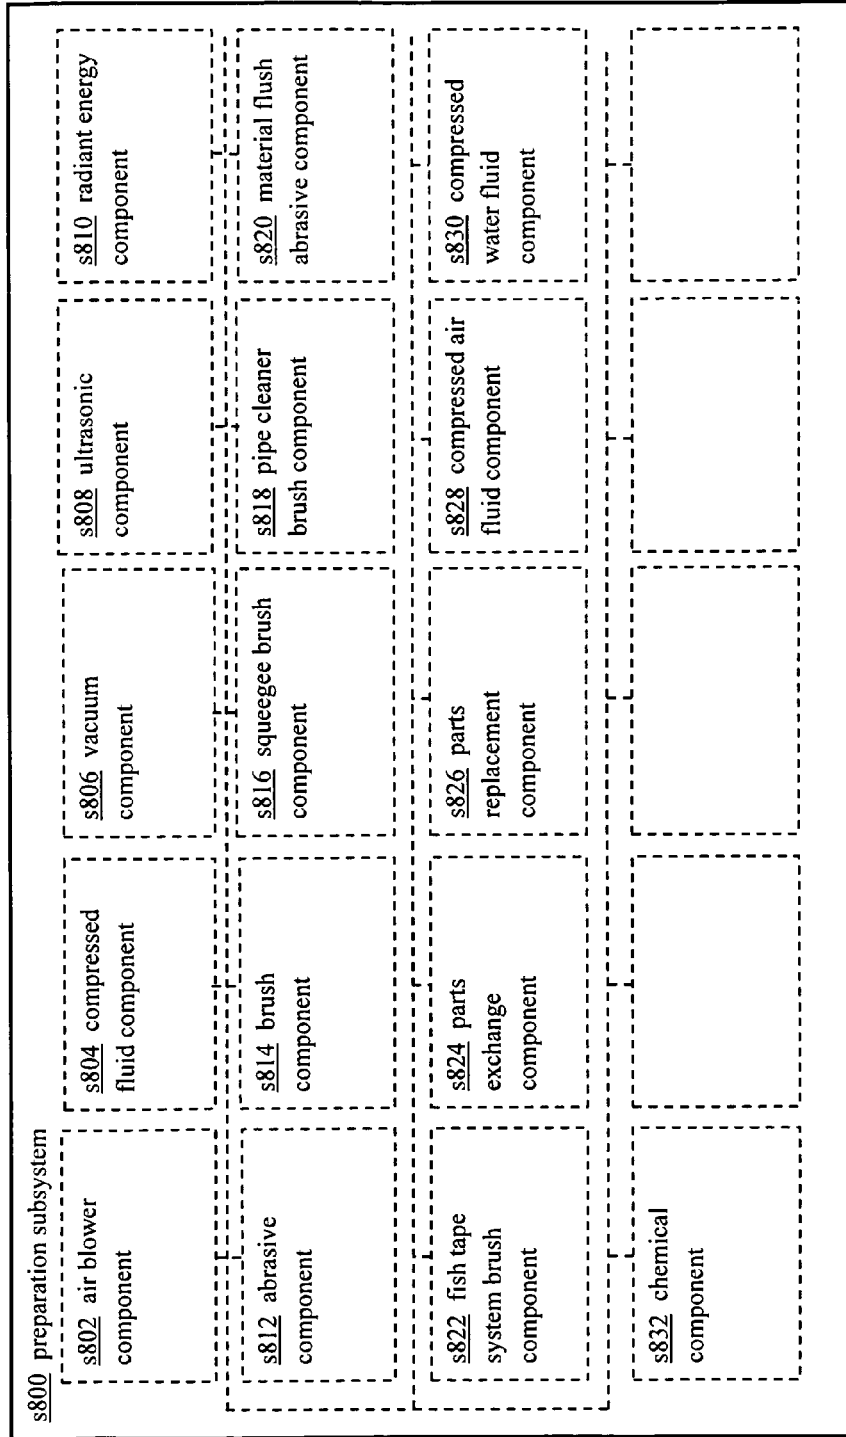 s800 preparation subsystem
s802 air blower
component
s804 compressed
fluid component
s806 vacuum
component
s808 ultrasonic
component
s810 radiant energy
component
s812 abrasive
component
s814 brush
component
s816 squeegee brush
component
s818 pipe cleaner
brush component
s820 material flush
abrasive component
s822 fish tape
system brush
component
s824 parts
exchange
component
s826 parts
replacement
component
s828 compressed air
fluid component
s830 compressed
water fluid
component
s832 chemical
component